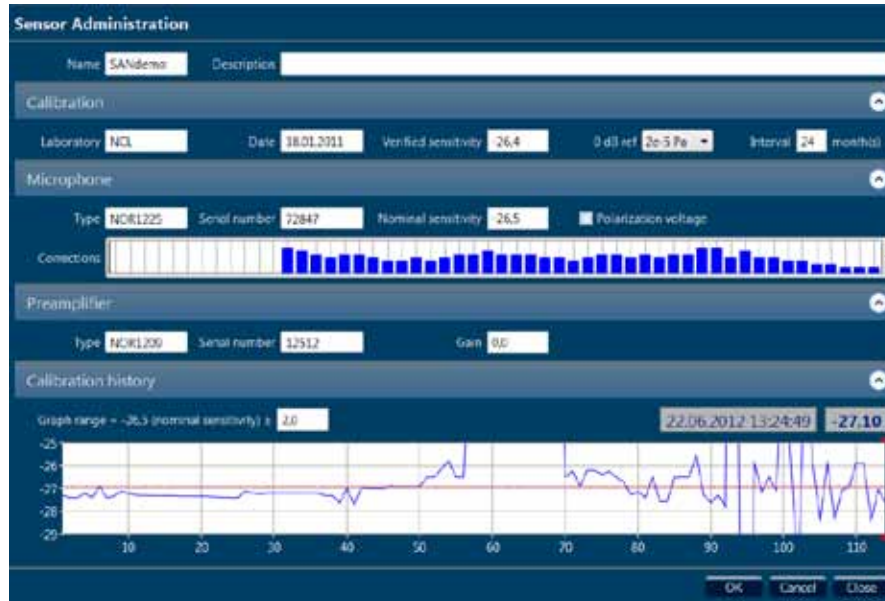 Sensor Administration
Name SANdemo Description
Calibration
Laboratory NCL Date 18.01.2011 Verified sensitivity -26,4 0 dB ref 2e-5 Pa Interval 24 month(s)
Microphone
Type NOR1225 Serial number 72847 Nominal sensitivity -26,5 Polarization voltage
Corrections
Preamplifier
Type NOR1209 Serial number 12512 Gain 0,0
Calibration history
Graph range = -26,5 (nominal sensitivity) ± 2,0 22.06.2012 13:24:49 -27.10
-25
-26
-27
-28
-29
10 20 30 40 50 60 70 80 90 100 110
OK Cancel Close